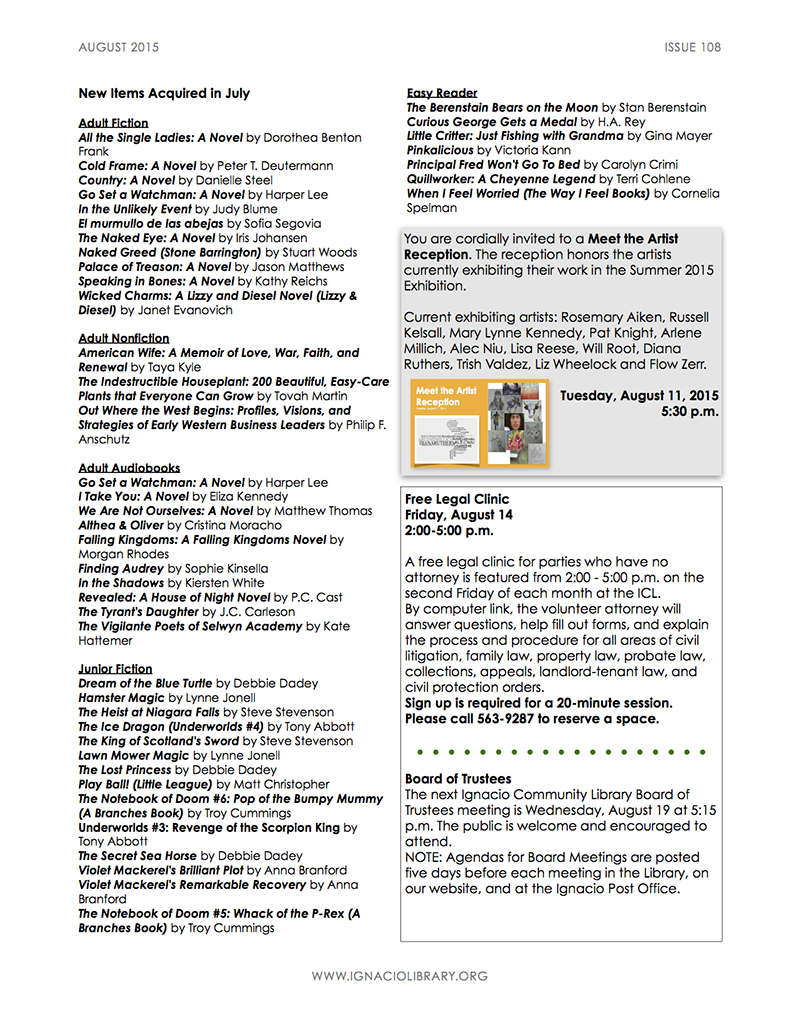 AUGUST 2015
ISSUE 108
New Items Acquired in July
Adult Fiction
All the Single Ladies: A Novel by Dorothea Benton
Frank
Cold Frame: A Novel by Peter T. Deutermann
Country: A Novel by Danielle Steel
Go Set a Watchman: A Novel by Harper Lee
In the Unlikely Event by Judy Blume
El murmullo de las abejas by Sofia Segovia
The Naked Eye: A Novel by Iris Johansen
Naked Greed (Stone Barrington) by Stuart Woods
Palace of Treason: A Novel by Jason Matthews
Speaking in Bones: A Novel by Kathy Reichs
Wicked Charms: A Lizzy and Diesel Novel (Lizzy &
Diesel) by Janet Evanovich
Adult Nonfiction
American Wife: A Memoir of Love, War, Faith, and
Renewal by Taya Kyle
The Indestructible Houseplant: 200 Beautiful, Easy-Care
Plants that Everyone Can Grow by Tovah Martin
Out Where the West Begins: Profiles, Visions, and
Strategies of Early Western Business Leaders by Philip F.
Anschutz
Adult Audiobooks
Go Set a Watchman: A Novel by Harper Lee
I Take You: A Novel by Eliza Kennedy
We Are Not Ourselves: A Novel by Matthew Thomas
Althea & Oliver by Cristina Moracho
Falling Kingdoms: A Falling Kingdoms Novel by
Morgan Rhodes
Finding Audrey by Sophie Kinsella
In the Shadows by Kiersten White
Revealed: A House of Night Novel by P.C. Cast
The Tyrant's Daughter by J.C. Carleson
The Vigilante Poets of Selwyn Academy by Kate
Hattemer
Junior Fiction
Dream of the Blue Turtle by Debbie Dadey
Hamster Magic by Lynne Jonell
The Heist at Niagara Falls by Steve Stevenson
The Ice Dragon (Underworlds #4) by Tony Abbott
The King of Scotland's Sword by Steve Stevenson
Lawn Mower Magic by Lynne Jonell
The Lost Princess by Debbie Dadey
Play Ball! (Little League) by Matt Christopher
The Notebook of Doom #6: Pop of the Bumpy Mummy
(A Branches Book) by Troy Cummings
Underworlds #3: Revenge of the Scorpion King by
Tony Abbott
The Secret Sea Horse by Debbie Dadey
Violet Mackerel's Brilliant Plot by Anna Branford
Violet Mackerel's Remarkable Recovery by Anna
Branford
The Notebook of Doom #5: Whack of the P-Rex (A
Branches Book) by Troy Cummings
Easy Reader
The Berenstain Bears on the Moon by Stan Berenstain
Curious George Gets a Medal by H.A. Rey
Little Critter: Just Fishing with Grandma by Gina Mayer
Pinkalicious by Victoria Kann
Principal Fred Won't Go To Bed by Carolyn Crimi
Quillworker: A Cheyenne Legend by Terri Cohlene
When I Feel Worried (The Way I Feel Books) by Cornelia
Spelman
You are cordially invited to a Meet the Artist
Reception. The reception honors the artists
currently exhibiting their work in the Summer 2015
Exhibition.
Current exhibiting artists: Rosemary Aiken, Russell
Kelsall, Mary Lynne Kennedy, Pat Knight, Arlene
Millich, Alec Niu, Lisa Reese, Will Root, Diana
Ruthers, Trish Valdez, Liz Wheelock and Flow Zerr.
Meet the Artist
Reception
Tuesday, August 11, 2015
5:30 p.m.
Free Legal Clinic
Friday, August 14
2:00-5:00 p.m.
A free legal clinic for parties who have no
attorney is featured from 2:00 - 5:00 p.m. on the
second Friday of each month at the ICL.
By computer link, the volunteer attorney will
answer questions, help fill out forms, and explain
the process and procedure for all areas of civil
litigation, family law, property law, probate law,
collections, appeals, landlord-tenant law, and
civil protection orders.
Sign up is required for a 20-minute session.
Please call 563-9287 to reserve a space.
Board of Trustees
The next Ignacio Community Library Board of
Trustees meeting is Wednesday, August 19 at 5:15
p.m. The public is welcome and encouraged to
attend.
NOTE: Agendas for Board Meetings are posted
five days before each meeting in the Library, on
our website, and at the Ignacio Post Office.
WWW.IGNACIOLIBRARY.ORG